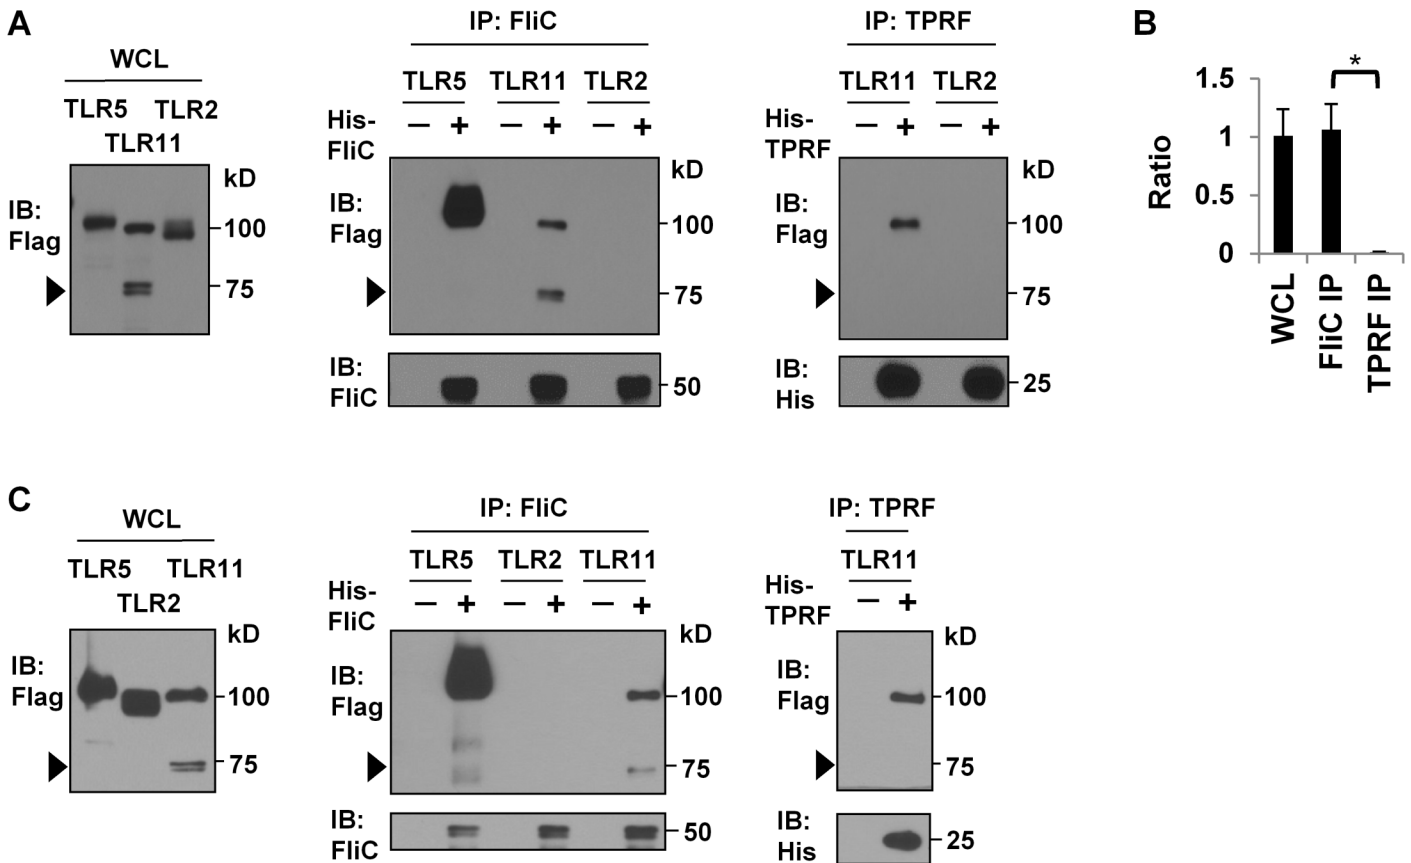 A
WCL
TLR5 TLR2
TLR11
IB:
Flag
kD
100
75
IP: FliC
TLR5 TLR11 TLR2
His-
FliC
− + − + − +
IB:
Flag
kD
100
75
IB:
FliC
50
IP: TPRF
TLR11 TLR2
His-
TPRF
− + − +
IB:
Flag
kD
100
75
IB:
His
25
B
*
1.5
1
0.5
0
Ratio
WCL
FliC IP
TPRF IP
C
WCL
TLR5 TLR11
TLR2
IB:
Flag
kD
100
75
IP: FliC
TLR5 TLR2 TLR11
His-
FliC
− + − + − +
IB:
Flag
kD
100
75
IB:
FliC
50
IP: TPRF
TLR11
His-
TPRF
− +
IB:
Flag
kD
100
75
IB:
His
25